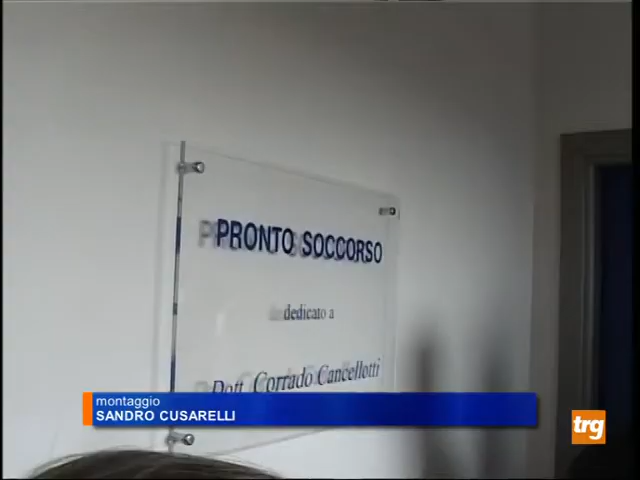 PRONTO SOCCORSO
dedicato a
Dott. Corrado Cancellotti
montaggio
SANDRO CUSARELLI
trg